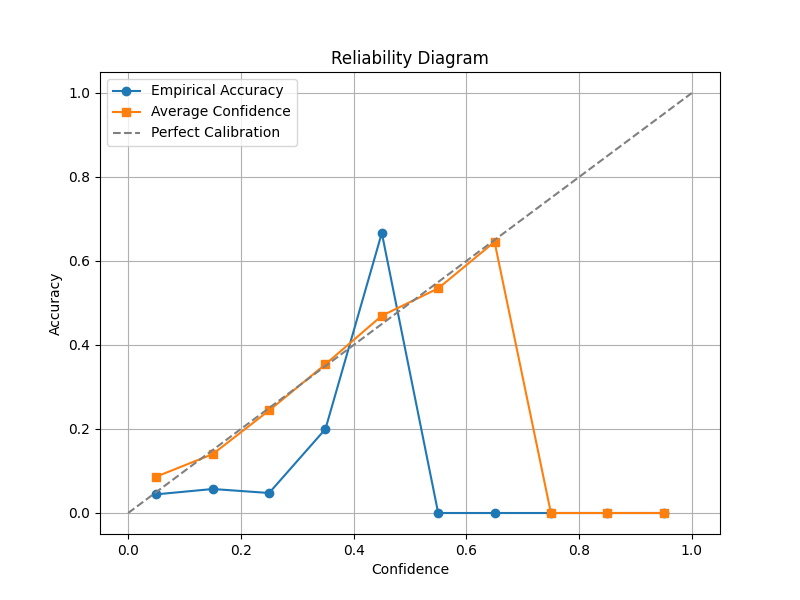 Reliability Diagram
Empirical Accuracy
Average Confidence
Perfect Calibration
1.0
0.8
0.6
0.4
0.2
0.0
Accuracy
0.0 0.2 0.4 0.6 0.8 1.0
Confidence